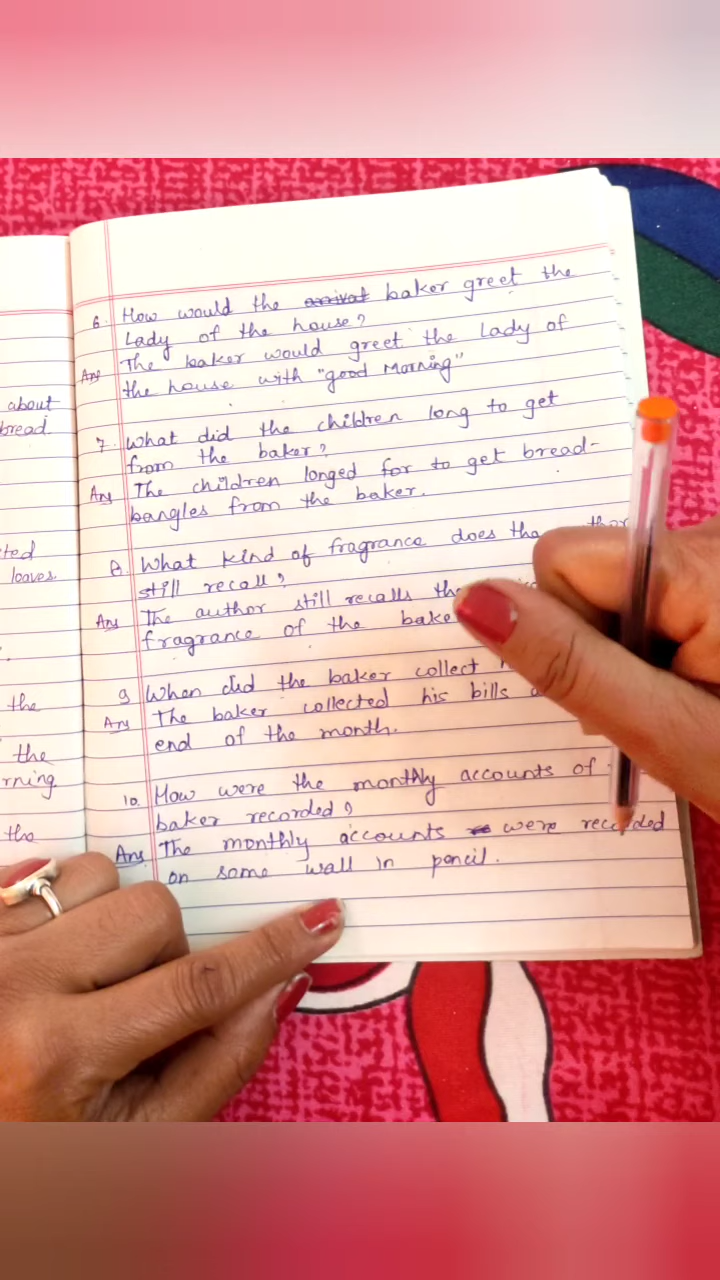 about
bread.
ted
loaves.
the
the
rning.
the
6. How would the arrival baker greet the
Lady of the house?
Ans The baker would greet the lady of
the house with "good Morning"
7. What did the children long to get
from the baker?
Ans The children longed for to get bread-
bangles from the baker.
8. What kind of fragrance does the
still recall?
Ans The author still recalls the
fragrance of the
9 When did the baker collect
Ans The baker collected his bills
end of the month.
10. How were the monthly accounts of
baker recorded?
Ans The monthly accounts were recorded
on some wall in pencil.